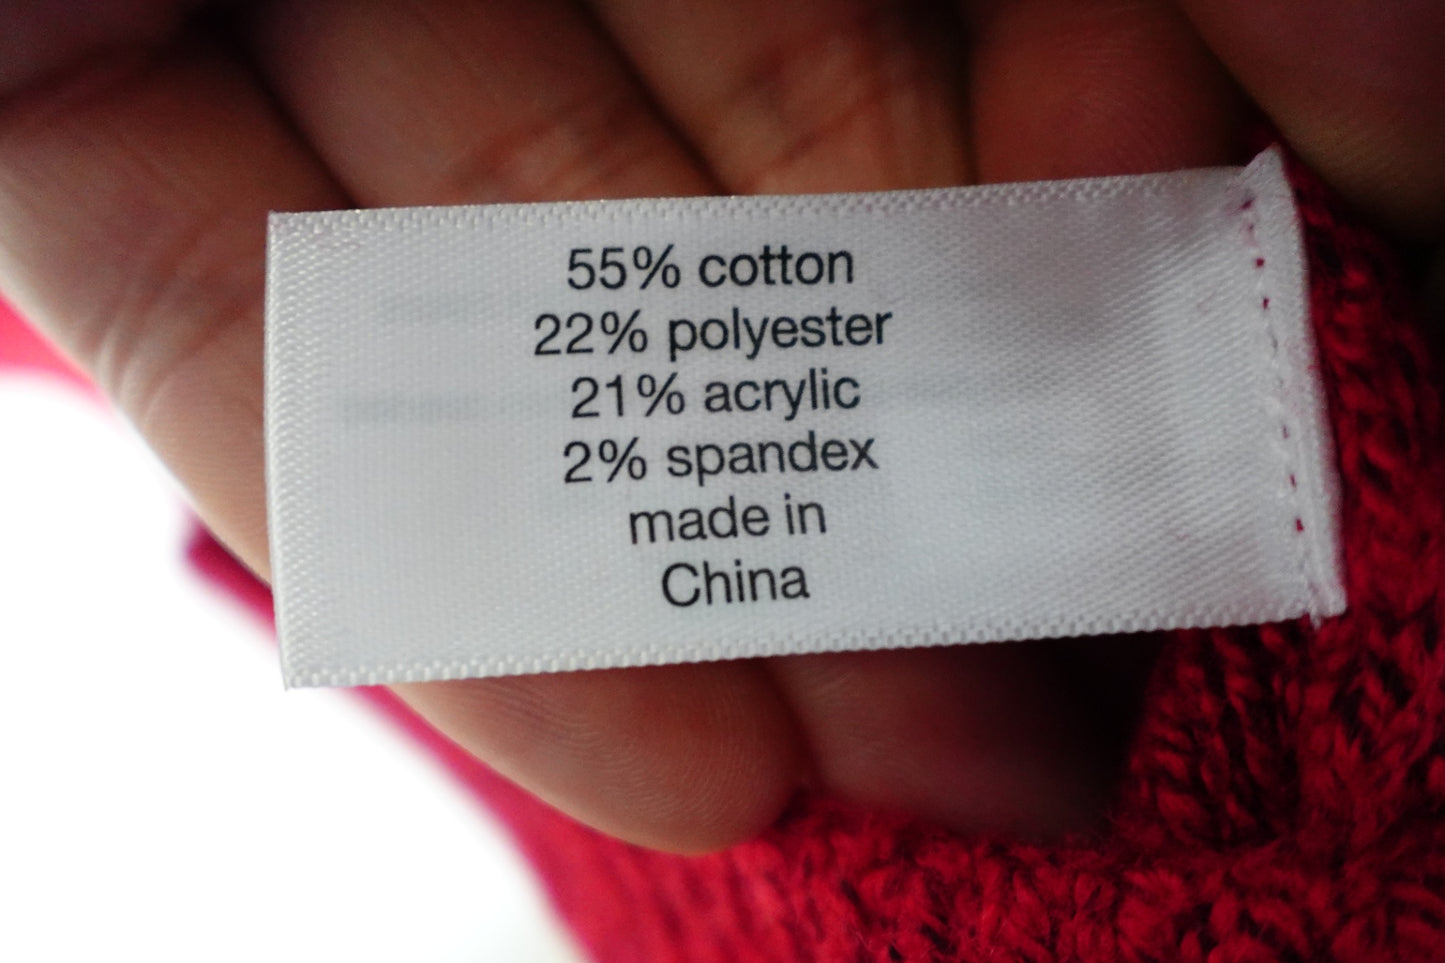 55% cotton
22% polyester
21% acrylic
2% spandex
made in
China